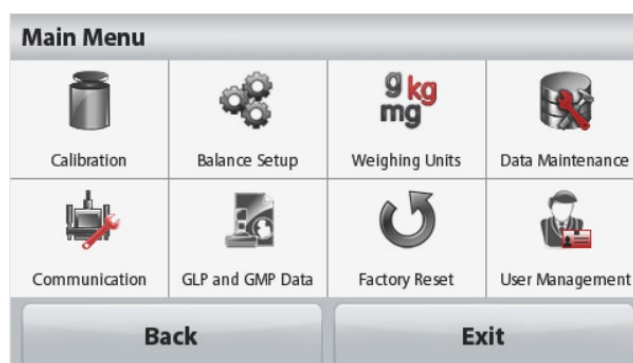 Main Menu
g kg
mg
Calibration Balance Setup Weighing Units Data Maintenance
Communication GLP and GMP Data Factory Reset User Management
Back Exit